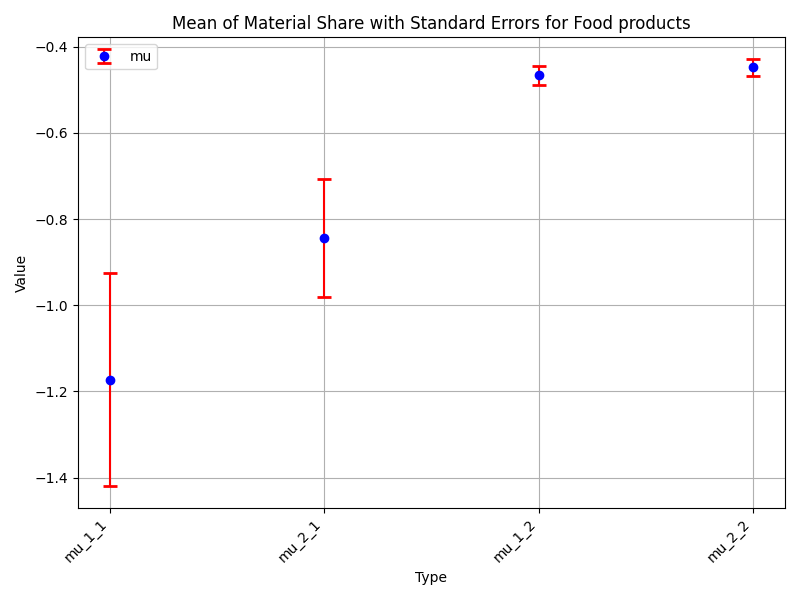 Mean of Material Share with Standard Errors for Food products
mu
−0.4
−0.6
−0.8
−1.0
−1.2
−1.4
Value
mu_1_1
mu_2_1
mu_1_2
mu_2_2
Type